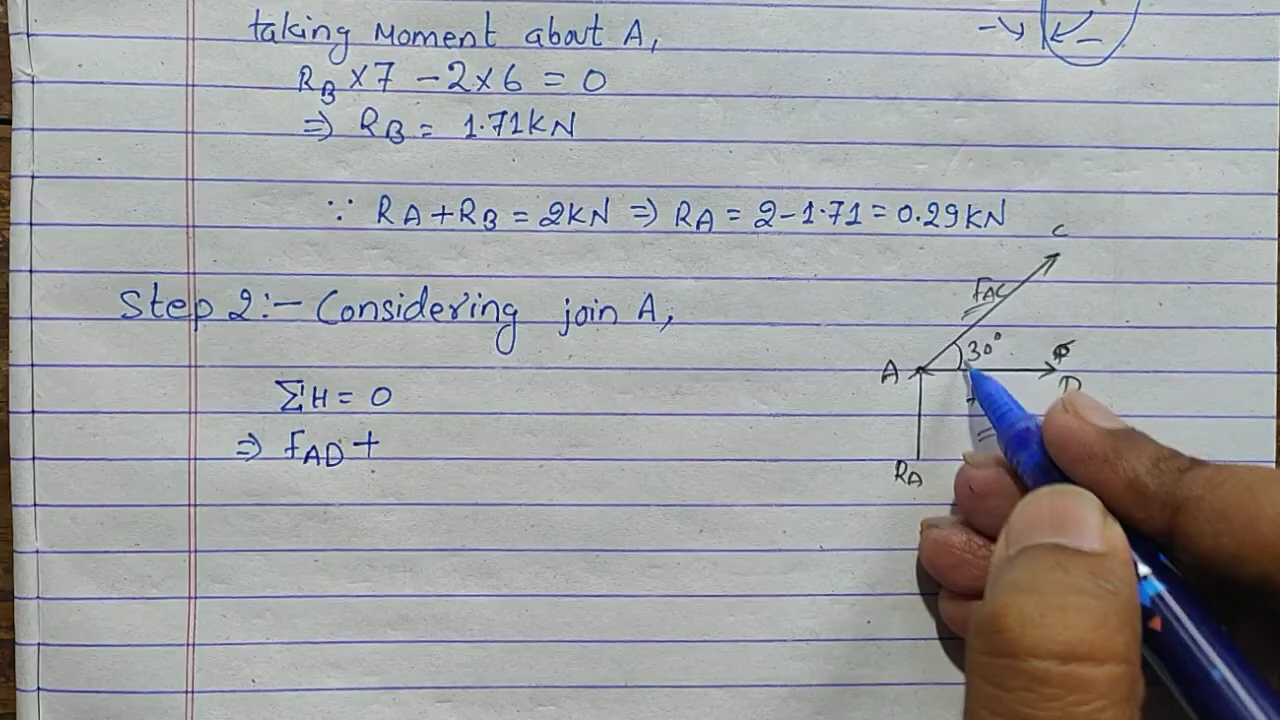 taking Moment about A,
RB × 7 - 2 × 6 = 0
⇒ RB = 1.71 KN
∵ RA + RB = 2KN ⇒ RA = 2 - 1.71 = 0.29 KN
C
Step 2:- Considering join A,
FAC
30°
A
D
ΣH = 0
⇒ FAD +
RA